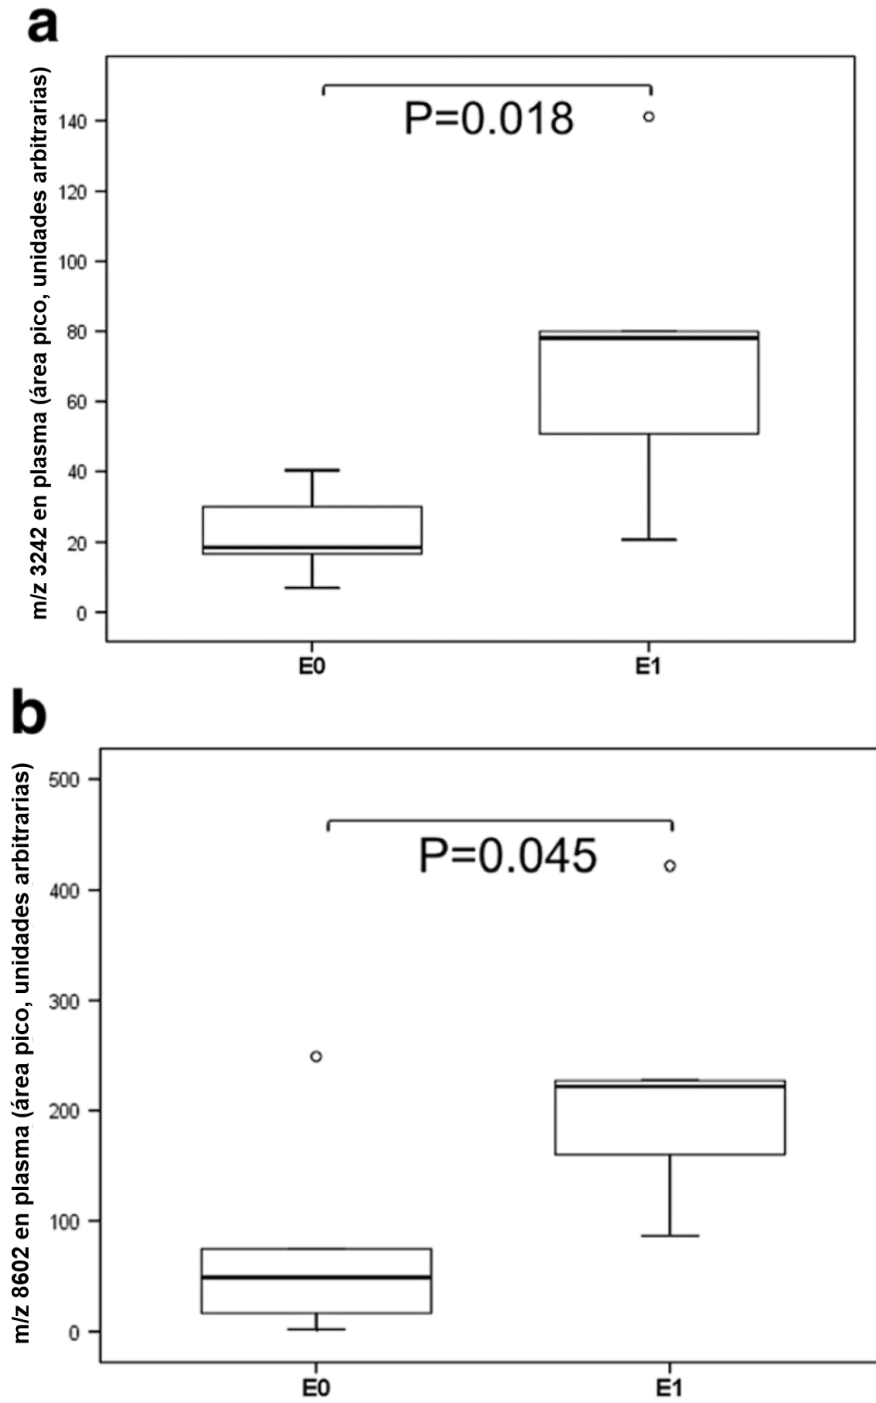 a
m/z 3242 en plasma (área pico, unidades arbitrarias)
P=0.018
140
120
100
80
60
40
20
0
E0 E1
b
m/z 8602 en plasma (área pico, unidades arbitrarias)
500
P=0.045
400
300
200
100
0
E0 E1